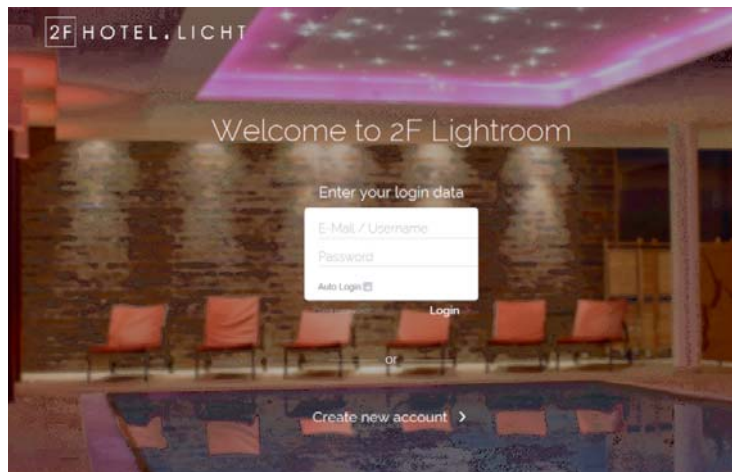 2F HOTEL.LICHT
Welcome to 2F Lightroom
Enter your login data
E-Mail / Username
Password
Auto Login
Login
or
Create new account >